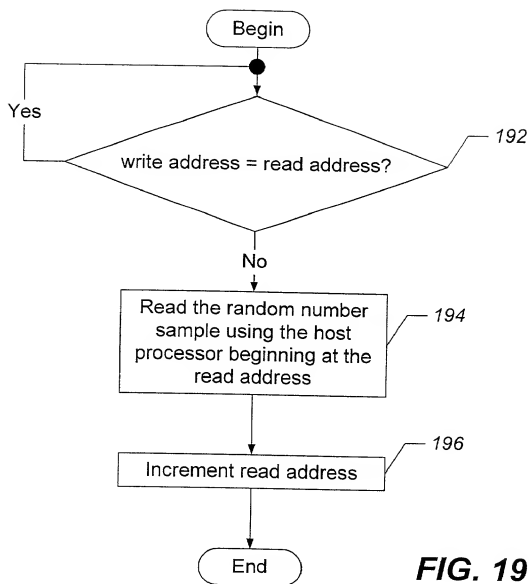 Begin
Yes
write address = read address?
192
No
Read the random number
sample using the host
processor beginning at the
read address
194
196
Increment read address
End
FIG. 19